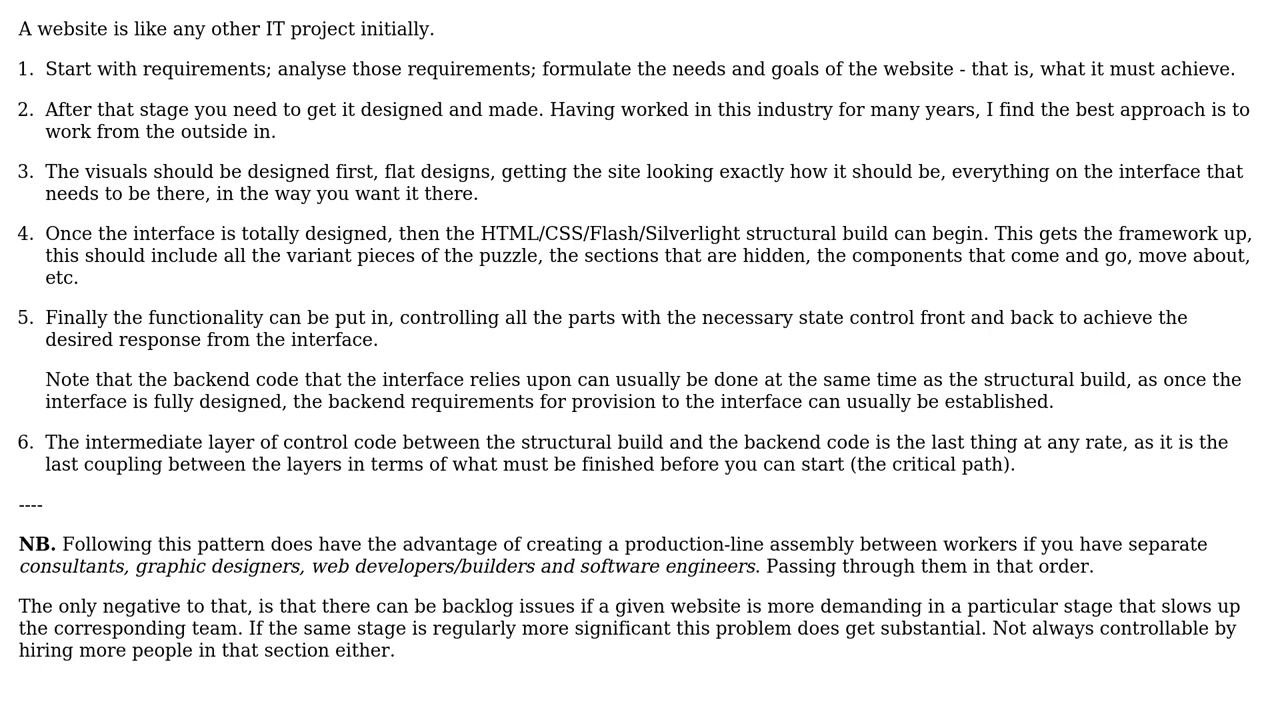 A website is like any other IT project initially.
1. Start with requirements; analyse those requirements; formulate the needs and goals of the website - that is, what it must achieve.
2. After that stage you need to get it designed and made. Having worked in this industry for many years, I find the best approach is to
work from the outside in.
3. The visuals should be designed first, flat designs, getting the site looking exactly how it should be, everything on the interface that
needs to be there, in the way you want it there.
4. Once the interface is totally designed, then the HTML/CSS/Flash/Silverlight structural build can begin. This gets the framework up,
this should include all the variant pieces of the puzzle, the sections that are hidden, the components that come and go, move about,
etc.
5. Finally the functionality can be put in, controlling all the parts with the necessary state control front and back to achieve the
desired response from the interface.
Note that the backend code that the interface relies upon can usually be done at the same time as the structural build, as once the
interface is fully designed, the backend requirements for provision to the interface can usually be established.
6. The intermediate layer of control code between the structural build and the backend code is the last thing at any rate, as it is the
last coupling between the layers in terms of what must be finished before you can start (the critical path).
----
NB. Following this pattern does have the advantage of creating a production-line assembly between workers if you have separate
consultants, graphic designers, web developers/builders and software engineers. Passing through them in that order.
The only negative to that, is that there can be backlog issues if a given website is more demanding in a particular stage that slows up
the corresponding team. If the same stage is regularly more significant this problem does get substantial. Not always controllable by
hiring more people in that section either.